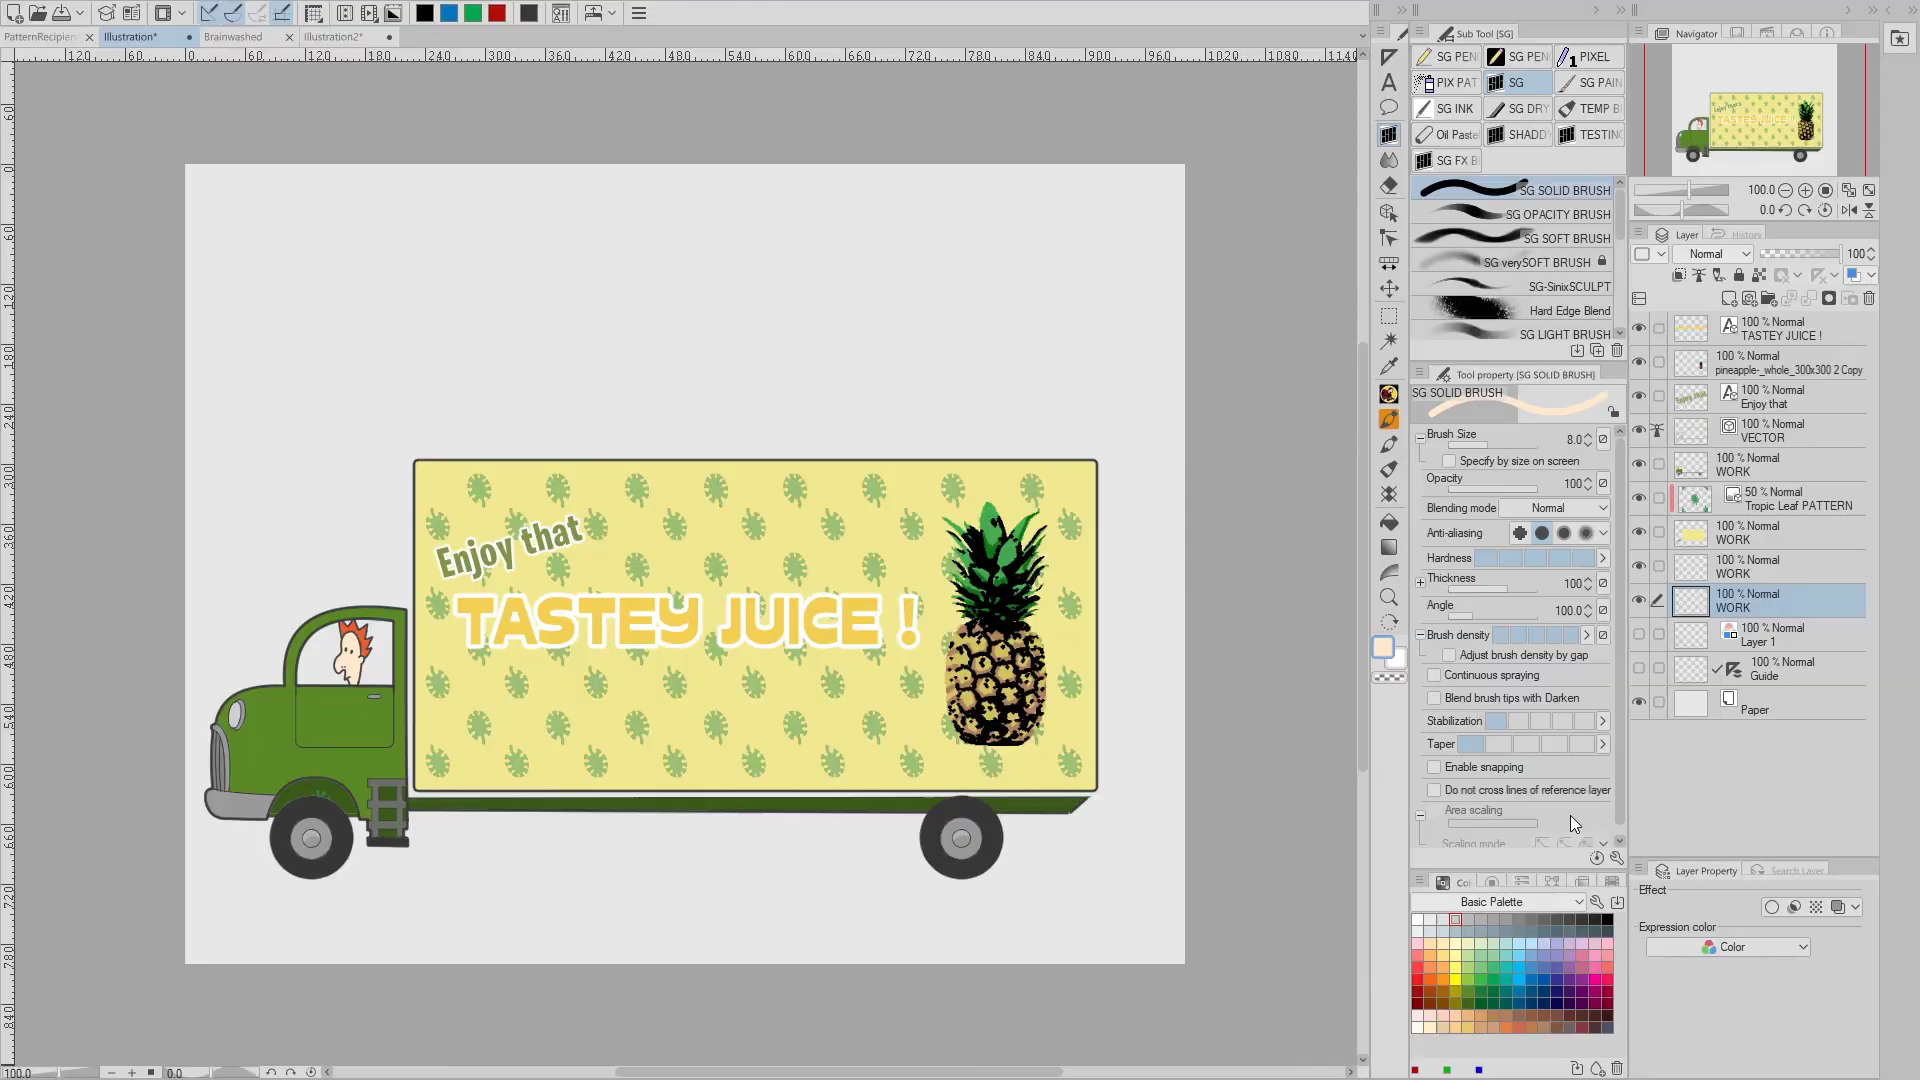 PatternRecipien
Illustration*
Brainwashed
Illustration2*
Enjoy that
TASTEY JUICE !
100.0
0.0
Sub Tool [SG]
SG PEN
SG PEN
PIXEL
PIX PAT
SG
SG PAIN
SG INK
SG DRY
TEMP B
Oil Paste
SHADD
TESTING
SG FX B
SG SOLID BRUSH
SG OPACITY BRUSH
SG SOFT BRUSH
SG verySOFT BRUSH
SG-SinixSCULPT
Hard Edge Blend
SG LIGHT BRUSH
Tool property [SG SOLID BRUSH]
SG SOLID BRUSH
Brush Size 8.0
Specify by size on screen
Opacity 100
Blending mode Normal
Anti-aliasing
Hardness
Thickness 100
Angle 100.0
Brush density
Adjust brush density by gap
Continuous spraying
Blend brush tips with Darken
Stabilization
Taper
Enable snapping
Do not cross lines of reference layer
Area scaling
Scaling mode
Basic Palette
Navigator
100.0
0.0
Layer History
Normal 100
100 % Normal
TASTEY JUICE !
100 % Normal
pineapple-_whole_300x300 2 Copy
100 % Normal
Enjoy that
100 % Normal
VECTOR
100 % Normal
WORK
50 % Normal
Tropic Leaf PATTERN
100 % Normal
WORK
100 % Normal
WORK
100 % Normal
WORK
100 % Normal
Layer 1
100 % Normal
Guide
Paper
Layer Property Search Layer
Effect
Expression color
Color